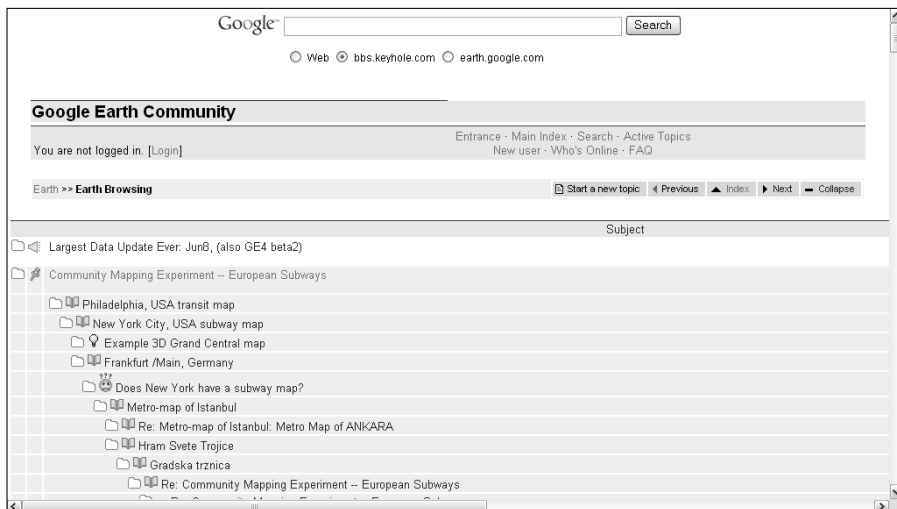 Google™ Search
Web bbs.keyhole.com earth.google.com
Google Earth Community
Entrance · Main Index · Search · Active Topics
You are not logged in. [Login] New user · Who's Online · FAQ
Earth >> Earth Browsing Start a new topic Previous Index Next Collapse
Subject
Largest Data Update Ever: Jun8, (also GE4 beta2)
Community Mapping Experiment -- European Subways
Philadelphia, USA transit map
New York City, USA subway map
Example 3D Grand Central map
Frankfurt /Main, Germany
Does New York have a subway map?
Metro-map of Istanbul
Re: Metro-map of Istanbul: Metro Map of ANKARA
Hram Svete Trojice
Gradska trznica
Re: Community Mapping Experiment -- European Subways